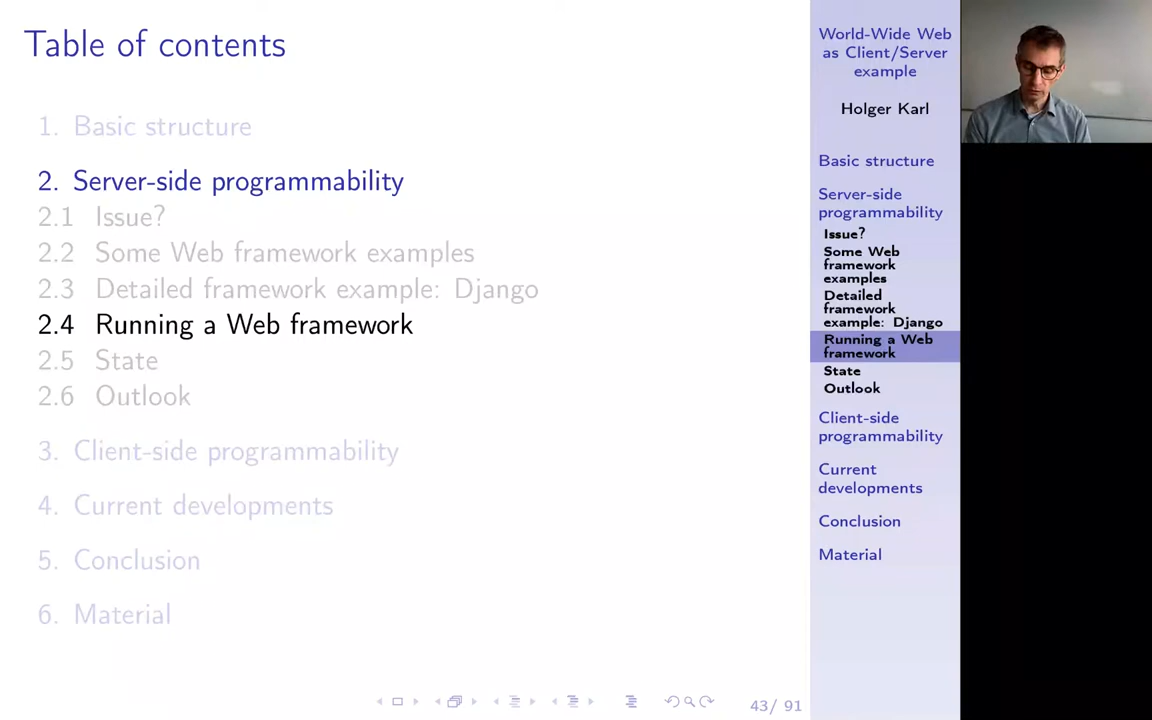 Table of contents
1. Basic structure
2. Server-side programmability
2.1 Issue?
2.2 Some Web framework examples
2.3 Detailed framework example: Django
2.4 Running a Web framework
2.5 State
2.6 Outlook
3. Client-side programmability
4. Current developments
5. Conclusion
6. Material
43/ 91
World-Wide Web
as Client/Server
example
Holger Karl
Basic structure
Server-side
programmability
Issue?
Some Web
framework
examples
Detailed
framework
example: Django
Running a Web
framework
State
Outlook
Client-side
programmability
Current
developments
Conclusion
Material